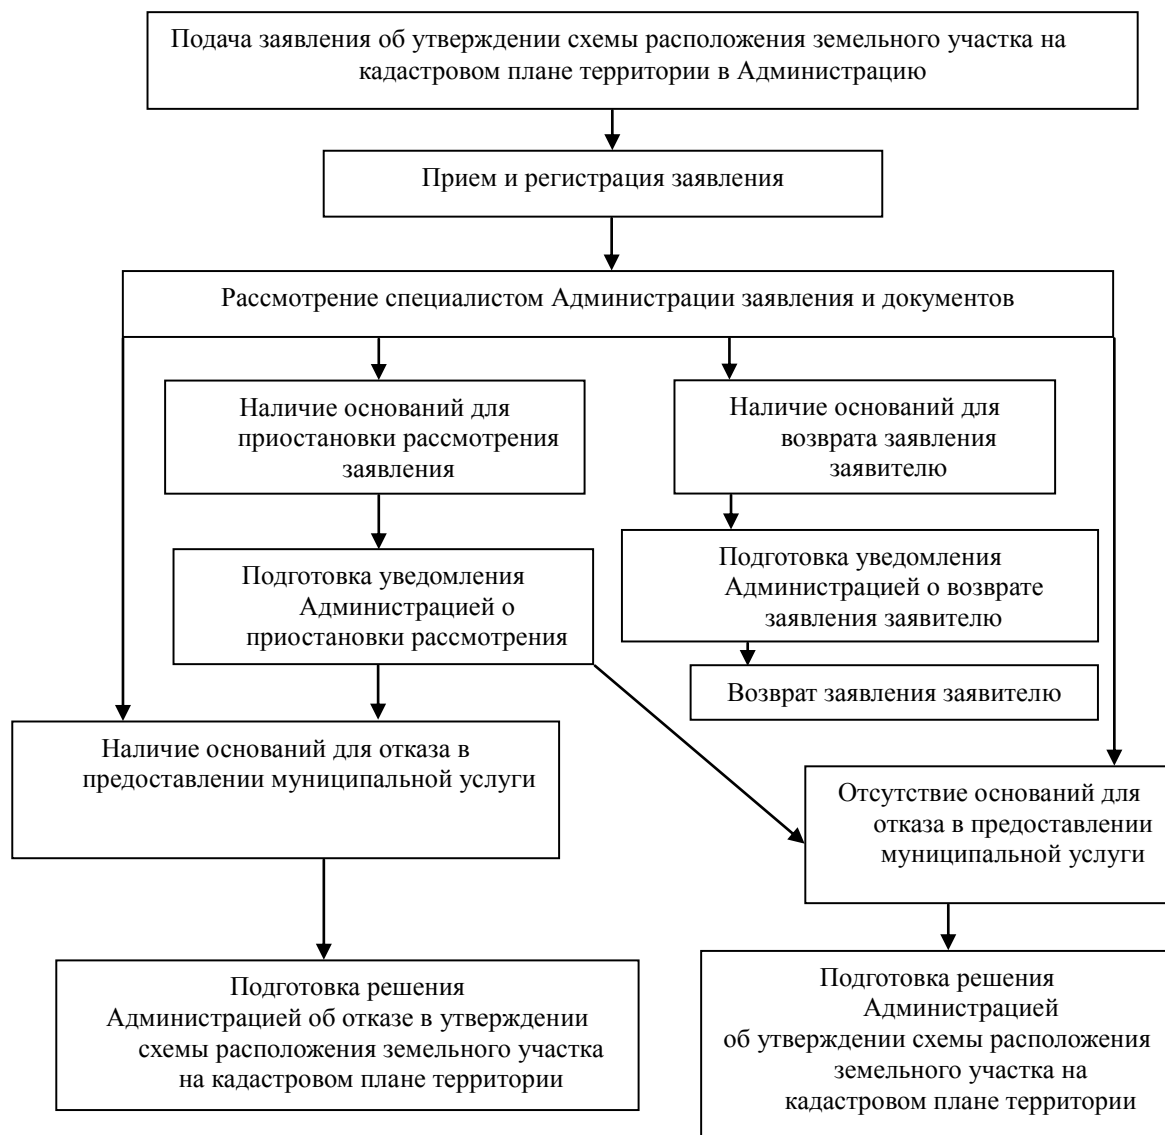 Подача заявления об утверждении схемы расположения земельного участка на
кадастровом плане территории в Администрацию
Прием и регистрация заявления
Рассмотрение специалистом Администрации заявления и документов
Наличие оснований для
приостановки рассмотрения
заявления
Наличие оснований для
возврата заявления
заявителю
Подготовка уведомления
Администрацией о
приостановки рассмотрения
Подготовка уведомления
Администрацией о возврате
заявления заявителю
Возврат заявления заявителю
Наличие оснований для отказа в
предоставлении муниципальной услуги
Отсутствие оснований для
отказа в предоставлении
муниципальной услуги
Подготовка решения
Администрацией об отказе в утверждении
схемы расположения земельного участка
на кадастровом плане территории
Подготовка решения
Администрацией
об утверждении схемы расположения
земельного участка на
кадастровом плане территории